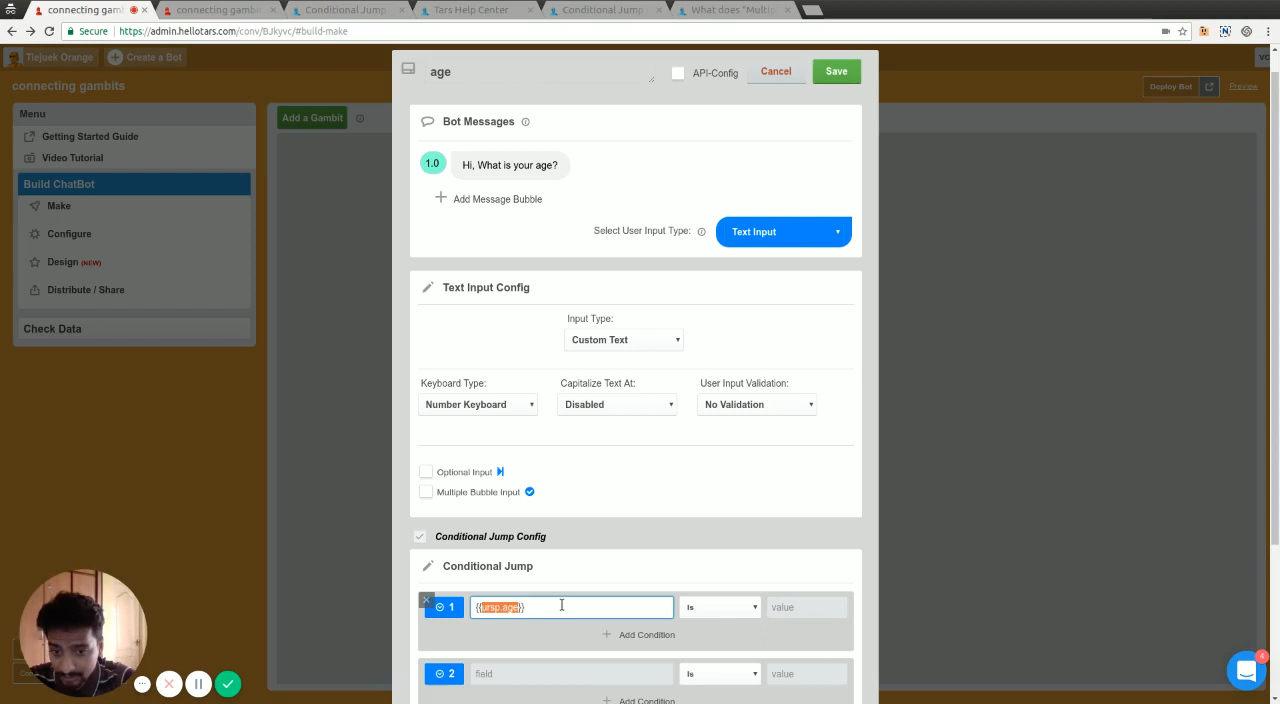 connecting gamb
connecting gambi
Conditional Jump
Tars Help Center
Conditional Jump
What does "Multip
Secure
https://admin.hellotars.com/conv/BJkyvc/#build-make
Tiejuek Orange
Create a Bot
VC
connecting gambits
Deploy Bot
Preview
Menu
Getting Started Guide
Video Tutorial
Build ChatBot
Make
Configure
Design (NEW)
Distribute / Share
Check Data
Add a Gambit
age
API-Config
Cancel
Save
Bot Messages
1.0
Hi, What is your age?
Add Message Bubble
Select User Input Type:
Text Input
Text Input Config
Input Type:
Custom Text
Keyboard Type:
Capitalize Text At:
User Input Validation:
Number Keyboard
Disabled
No Validation
Optional Input
Multiple Bubble Input
Conditional Jump Config
Conditional Jump
1
{{ursp.age}}
Is
value
Add Condition
2
field
Is
value
Add Condition
4